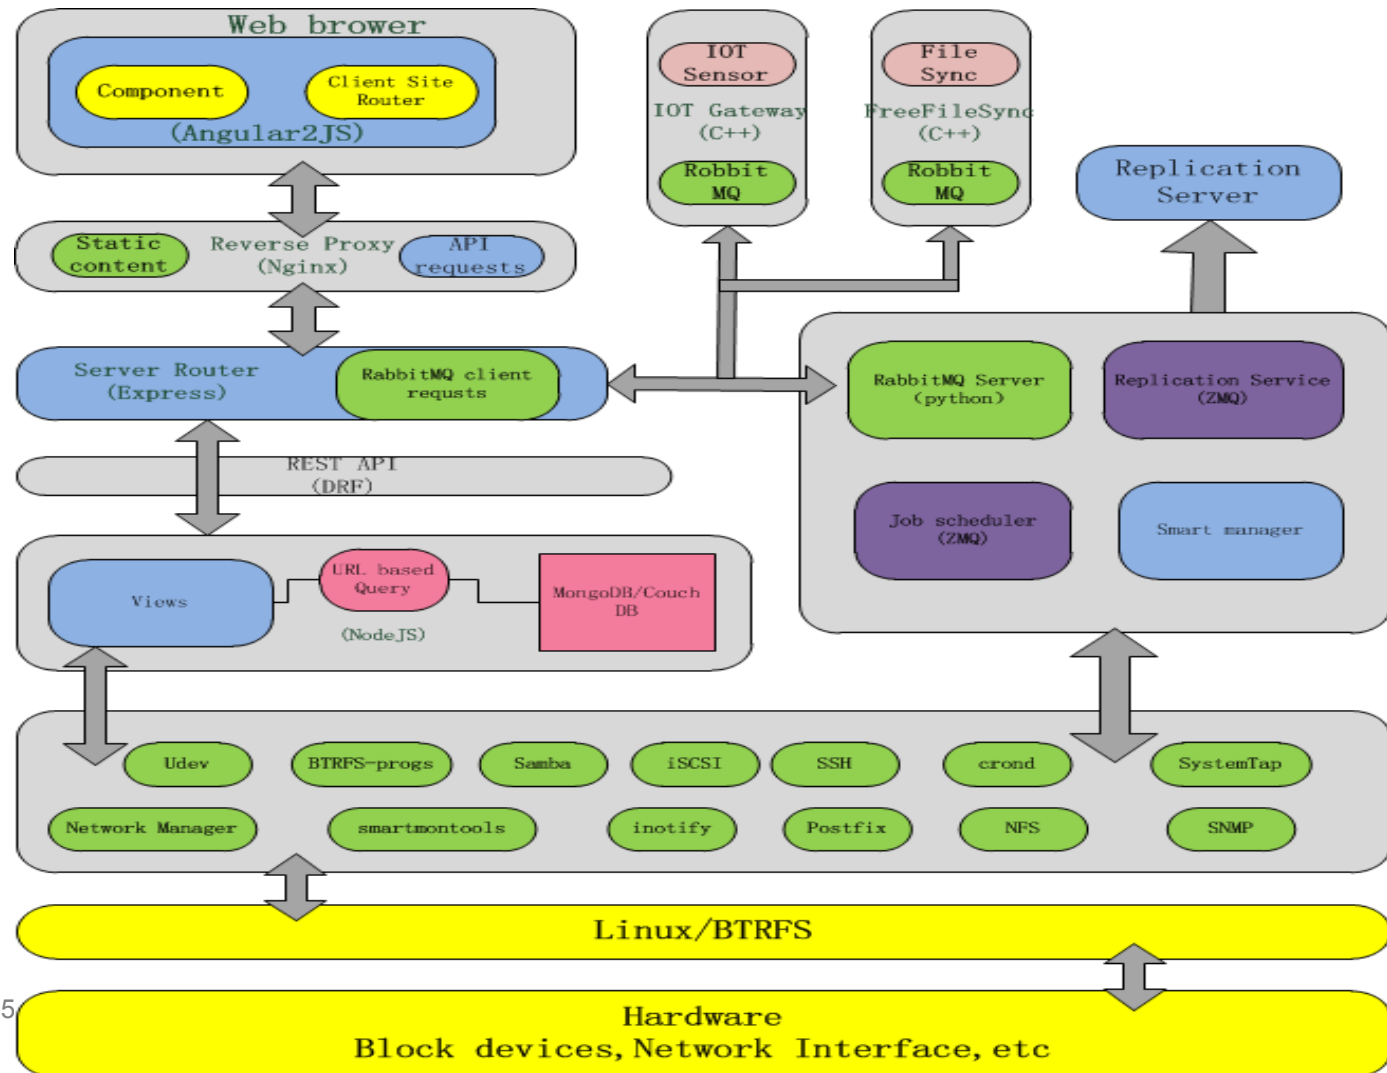 Web brower
Component
Client Site
Router
(Angular2JS)
IOT
Sensor
IOT Gateway
(C++)
Robbit
MQ
File
Sync
FreeFileSync
(C++)
Robbit
MQ
Replication
Server
Static
content
Reverse Proxy
(Nginx)
API
requests
Server Router
(Express)
RabbitMQ client
requsts
RabbitMQ Server
(python)
Replication Service
(ZMQ)
Job scheduler
(ZMQ)
Smart manager
REST API
(DRF)
Views
URL based
Query
(NodeJS)
MongoDB/Couch
DB
Udev
BTRFS-progs
Samba
iSCSI
SSH
crond
SystemTap
Network Manager
smartmontools
inotify
Postfix
NFS
SNMP
Linux/BTRFS
5
Hardware
Block devices,Network Interface,etc